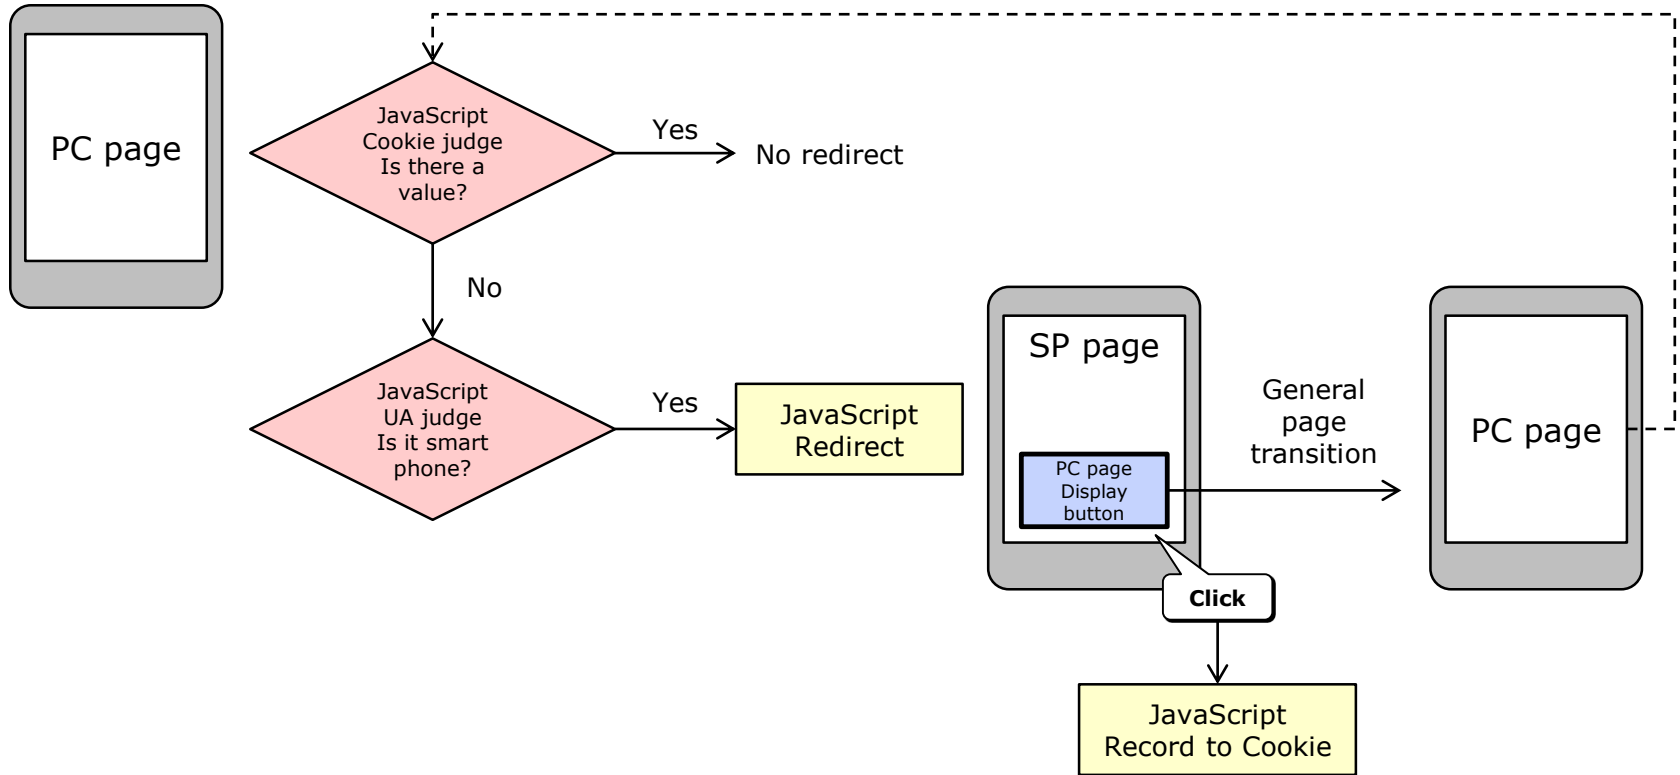 PC page
JavaScript
Cookie judge
Is there a
value?
Yes
No redirect
No
JavaScript
UA judge
Is it smart
phone?
Yes
JavaScript
Redirect
SP page
PC page
Display
button
Click
General
page
transition
PC page
JavaScript
Record to Cookie